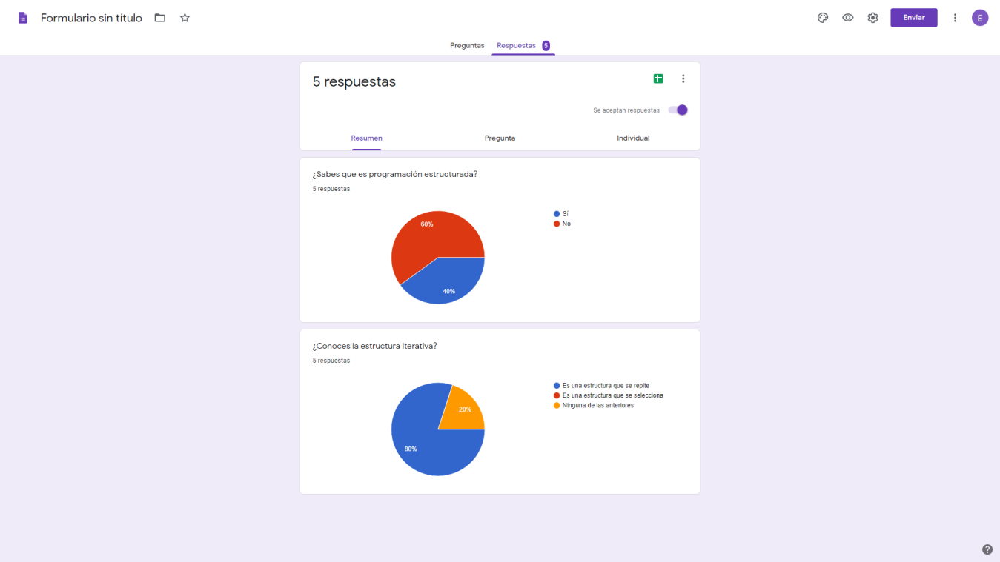 Formulario sin título
Enviar
E
Preguntas
Respuestas 5
5 respuestas
Se aceptan respuestas
Resumen
Pregunta
Individual
¿Sabes que es programación estructurada?
5 respuestas
60%
40%
Sí
No
¿Conoces la estructura Iterativa?
5 respuestas
20%
80%
Es una estructura que se repite
Es una estructura que se selecciona
Ninguna de las anteriores